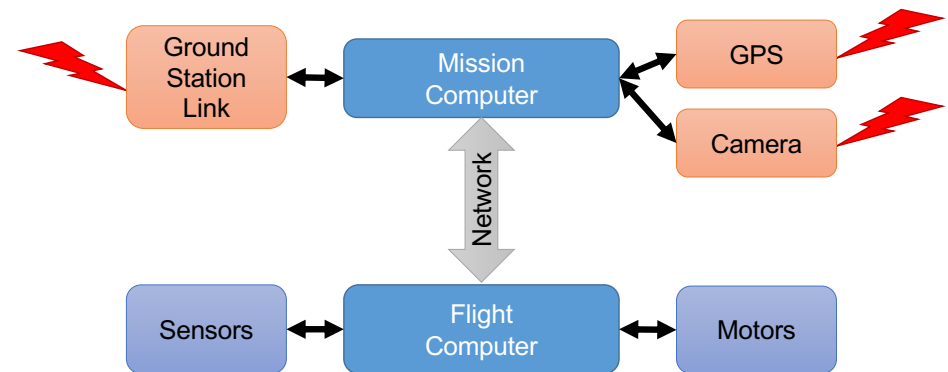 Ground
Station
Link
Mission
Computer
GPS
Camera
Network
Sensors
Flight
Computer
Motors